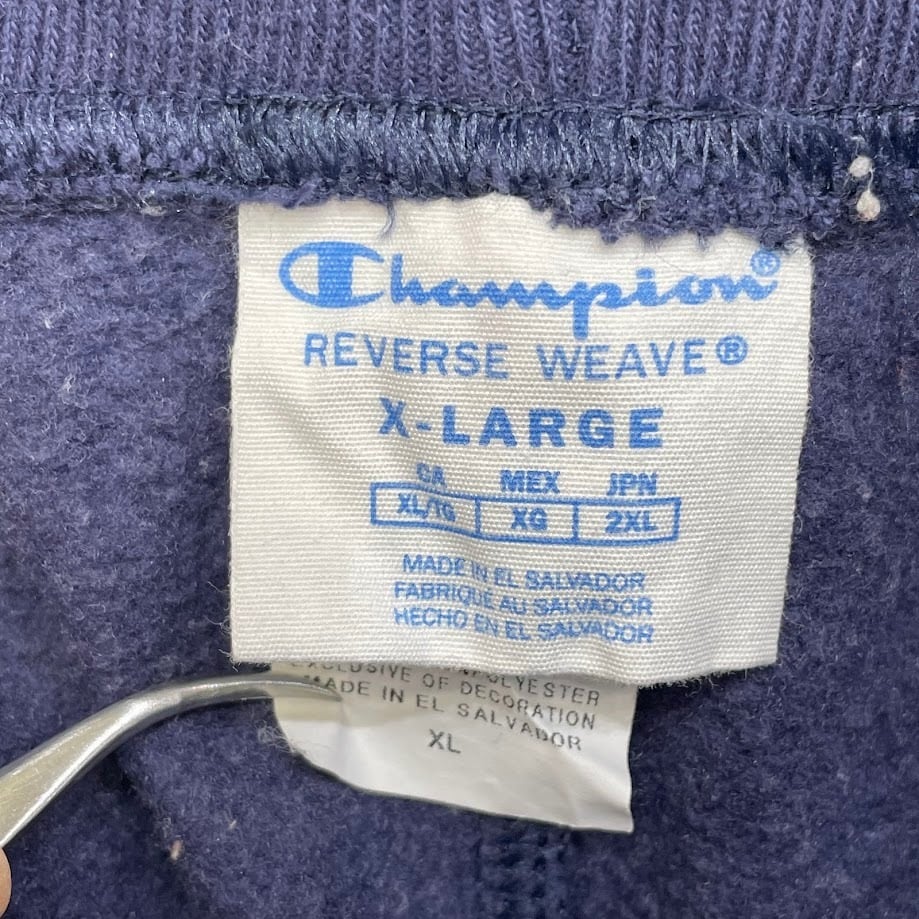 Champion®
REVERSE WEAVE®
X-LARGE
CA MEX JPN
XL/TG XG 2XL
MADE IN EL SALVADOR
FABRIQUE AU SALVADOR
HECHO EN EL SALVADOR
EXCLUSIVE OF DECORATION
MADE IN EL SALVADOR
XL